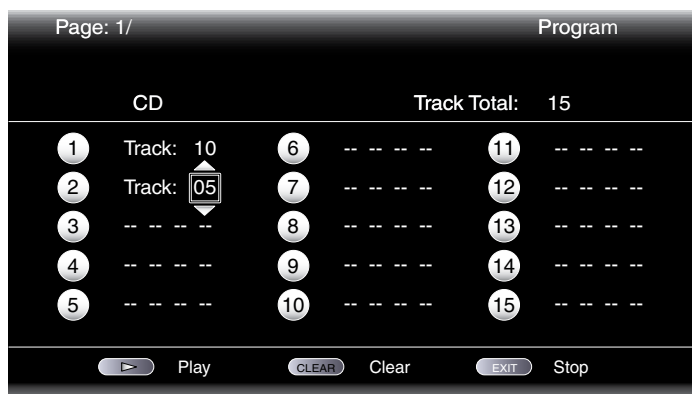 Page: 1/ Program
CD Track Total: 15
1 Track: 10 6 -- -- -- -- 11 -- -- -- --
2 Track: 05 7 -- -- -- -- 12 -- -- -- --
3 -- -- -- -- 8 -- -- -- -- 13 -- -- -- --
4 -- -- -- -- 9 -- -- -- -- 14 -- -- -- --
5 -- -- -- -- 10 -- -- -- -- 15 -- -- -- --
Play CLEAR Clear EXIT Stop